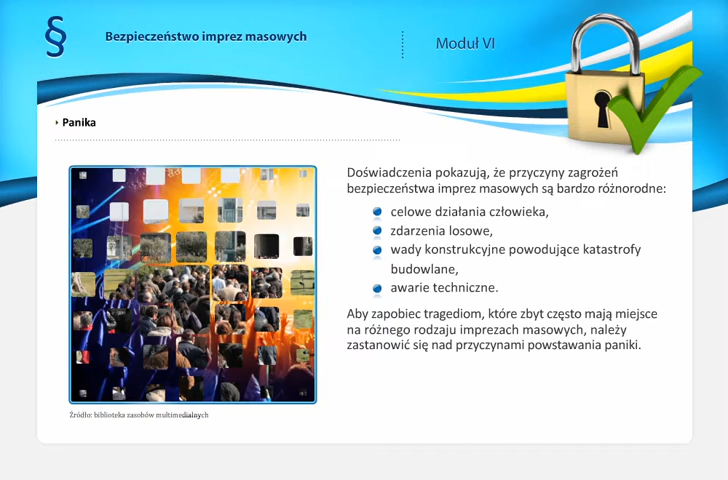 §
Bezpieczeństwo imprez masowych
Moduł VI
Panika
Doświadczenia pokazują, że przyczyny zagrożeń
bezpieczeństwa imprez masowych są bardzo różnorodne:
celowe działania człowieka,
zdarzenia losowe,
wady konstrukcyjne powodujące katastrofy
budowlane,
awarie techniczne.
Aby zapobiec tragediom, które zbyt często mają miejsce
na różnego rodzaju imprezach masowych, należy
zastanowić się nad przyczynami powstawania paniki.
Źródło: biblioteka zasobów multimedialnych